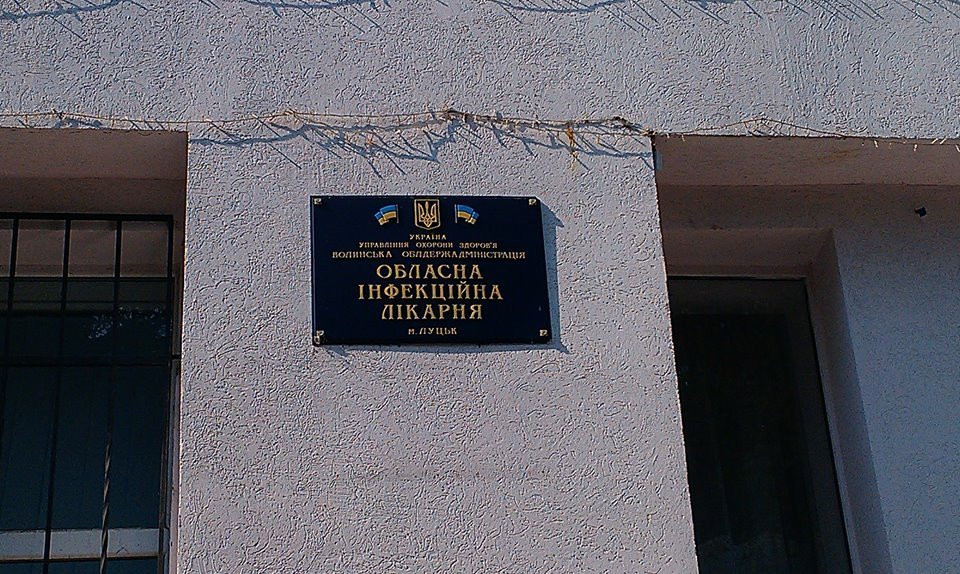 УКРАЇНА
УПРАВЛІННЯ ОХОРОНИ ЗДОРОВ'Я
ВОЛИНСЬКА ОБЛДЕРЖАДМІНІСТРАЦІЯ
ОБЛАСНА
ІНФЕКЦІЙНА
ЛІКАРНЯ
м. ЛУЦЬК